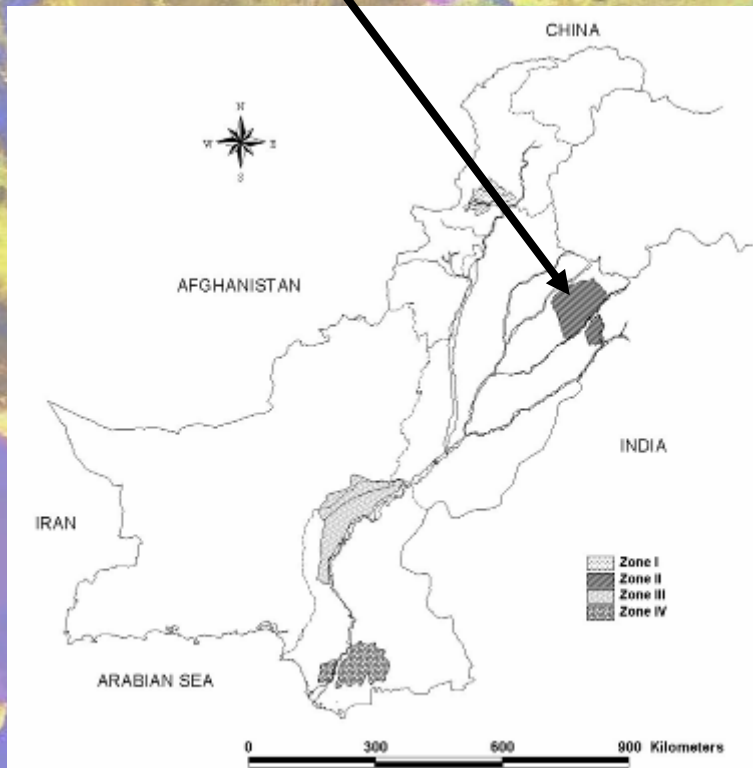 CHINA
N
W E
S
AFGHANISTAN
INDIA
IRAN
Zone I
Zone II
Zone III
Zone IV
ARABIAN SEA
0 300 600 900 Kilometers